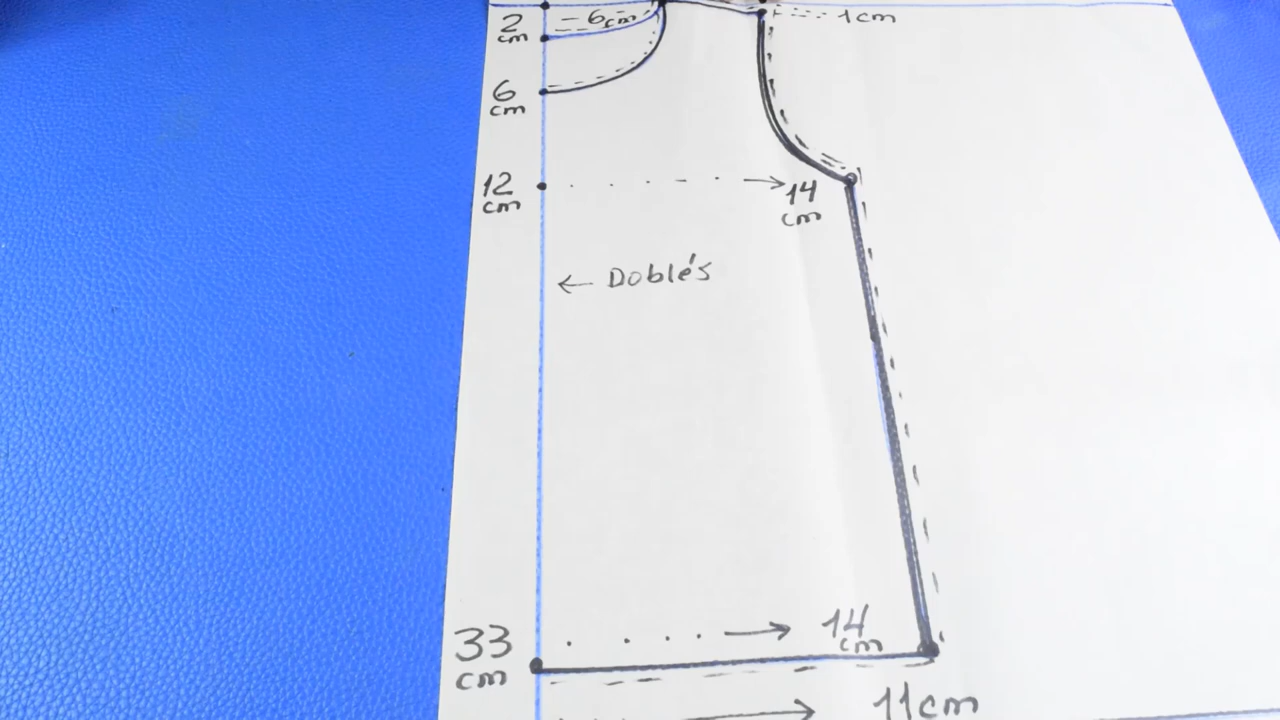 2 cm
- 6cm
1cm
6 cm
12 cm
14 cm
← Doblés
33 cm
14 cm
11cm